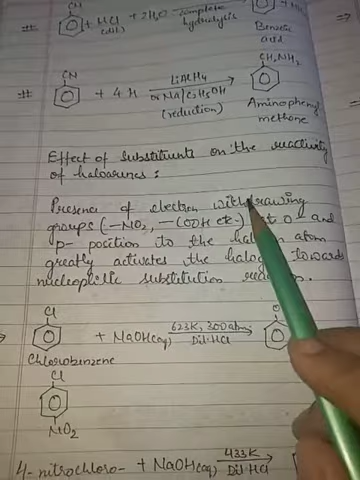 CN
+ HCl + 2H2O complete
(dil) hydrolysis
Benzoic
acid
CN CH2NH2
# + 4H LiAlH4
or NA/C2H5OH
(reduction) Aminophenyl
methane
Effect of substituents on the reactivity
of haloarenes :
Presence of electron withdrawing
groups (-NO2, -COOH etc.) at O- and
p- position to the halogen atom
greatly activates the halogen towards
nucleophilic substitution
Cl
+ NaOH(aq) 623K, 300atm
Dil·HCl
Chlorobenzene
Cl
NO2
4-nitrochloro- + NaOH(aq) 433K
Dil·HCl